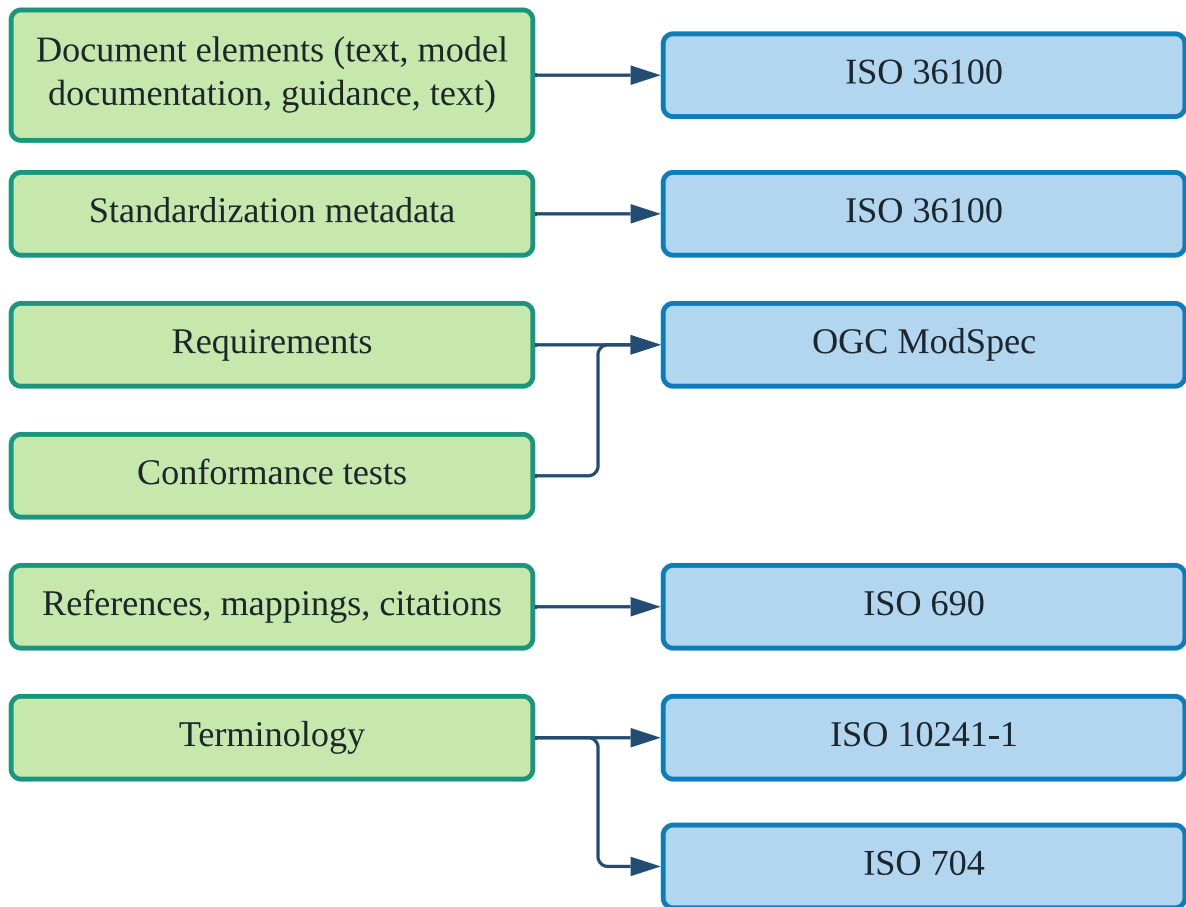 Document elements (text, model
documentation, guidance, text)
ISO 36100
Standardization metadata
ISO 36100
Requirements
OGC ModSpec
Conformance tests
References, mappings, citations
ISO 690
Terminology
ISO 10241-1
ISO 704